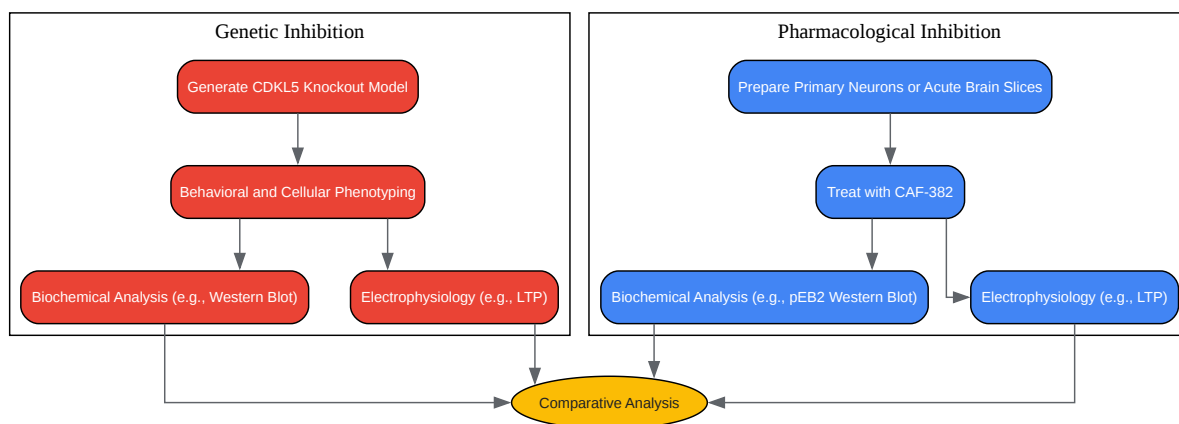 Genetic Inhibition
Pharmacological Inhibition
Generate CDKL5 Knockout Model
Prepare Primary Neurons or Acute Brain Slices
Behavioral and Cellular Phenotyping
Treat with CAF-382
Biochemical Analysis (e.g., Western Blot)
Electrophysiology (e.g., LTP)
Biochemical Analysis (e.g., pEB2 Western Blot)
Electrophysiology (e.g., LTP)
Comparative Analysis